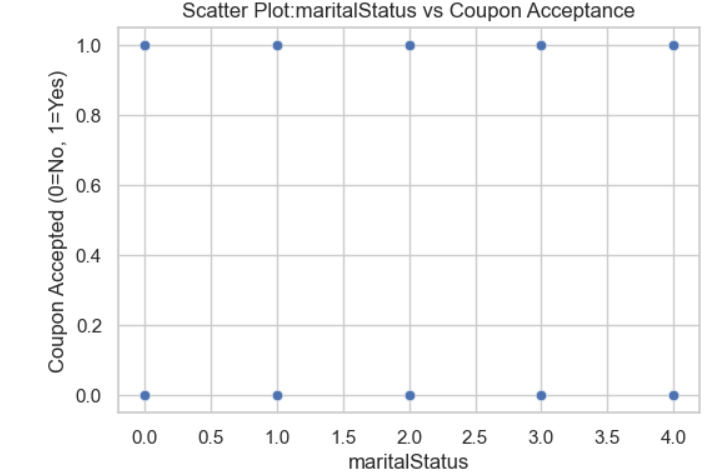 Scatter Plot:maritalStatus vs Coupon Acceptance
Coupon Accepted (0=No, 1=Yes)
1.0
0.8
0.6
0.4
0.2
0.0
0.0 0.5 1.0 1.5 2.0 2.5 3.0 3.5 4.0
maritalStatus